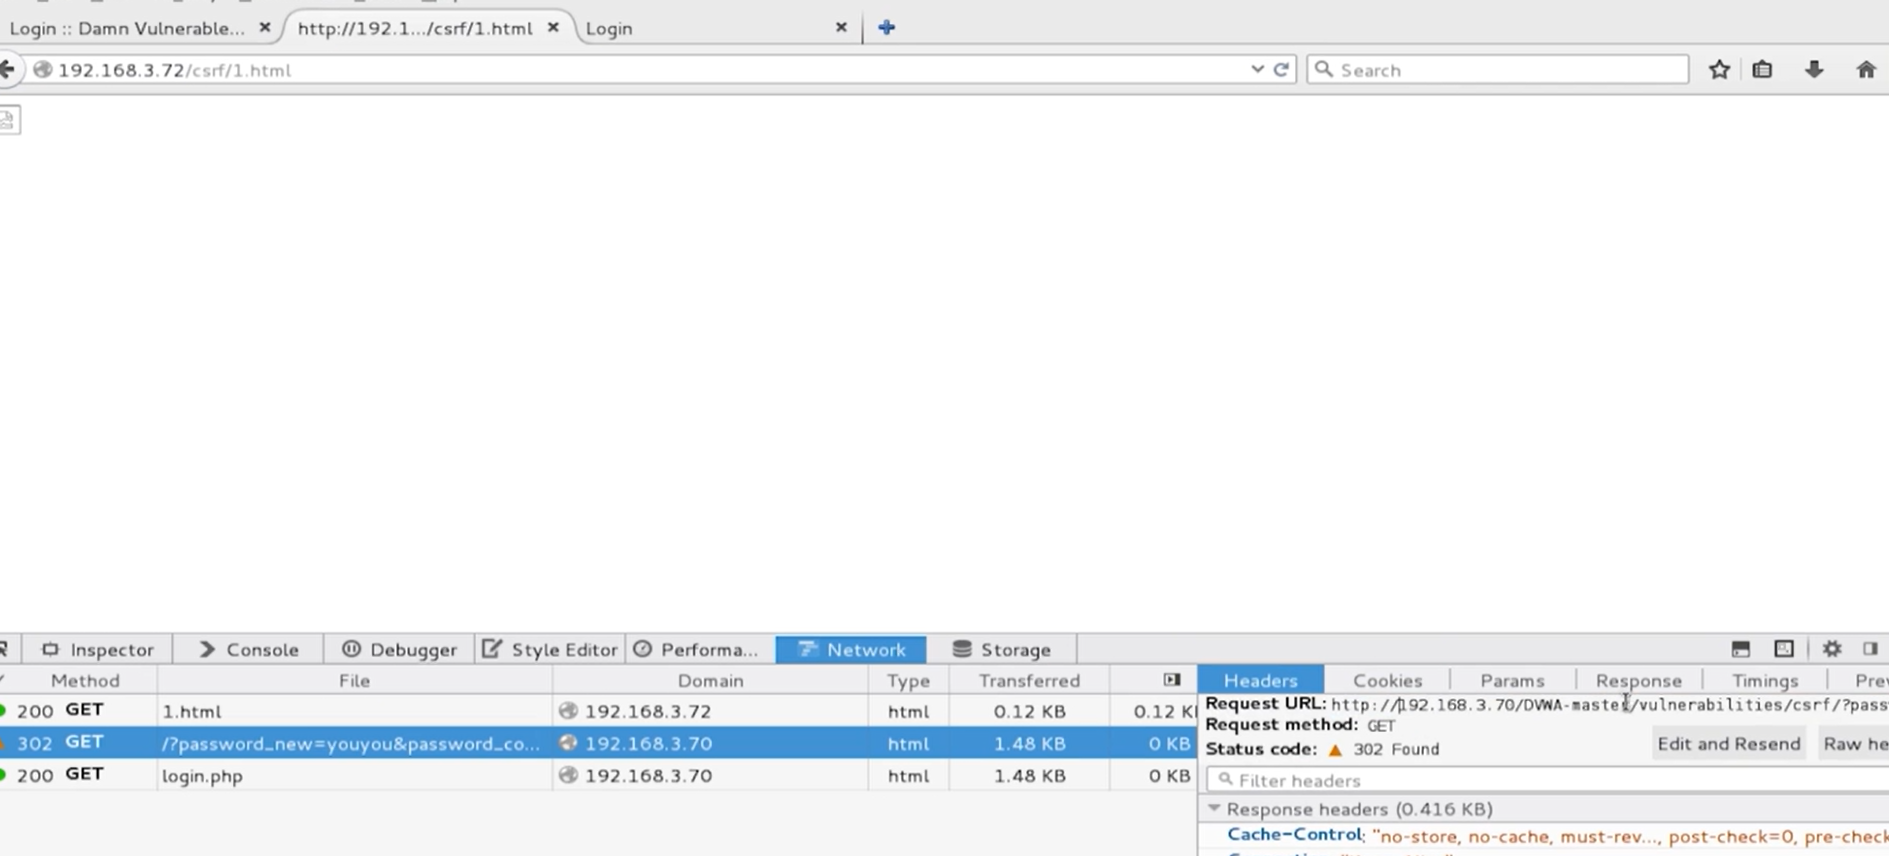 Login :: Damn Vulnerable... × http://192.1.../csrf/1.html × Login ×
192.168.3.72/csrf/1.html Search
Inspector Console Debugger Style Editor Performa... Network Storage
Method File Domain Type Transferred Headers Cookies Params Response Timings Prev
200 GET 1.html 192.168.3.72 html 0.12 KB 0.12 K
Request URL: http://192.168.3.70/DVWA-master/vulnerabilities/csrf/?pass
Request method: GET
302 GET /?password_new=youyou&password_co... 192.168.3.70 html 1.48 KB 0 KB
Status code: 302 Found Edit and Resend Raw he
200 GET login.php 192.168.3.70 html 1.48 KB 0 KB
Filter headers
Response headers (0.416 KB)
Cache-Control: "no-store, no-cache, must-rev..., post-check=0, pre-check